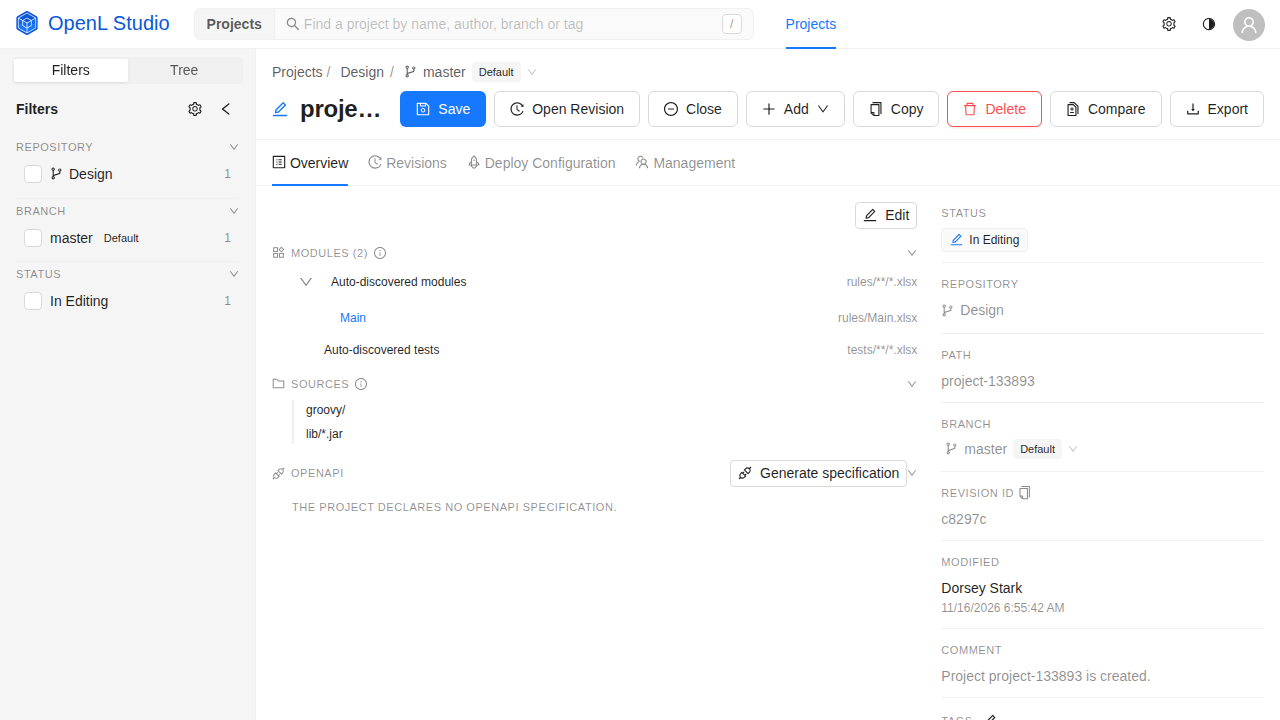 OpenL Studio
Projects
Find a project by name, author, branch or tag
/
Projects
Filters
Tree
Filters
REPOSITORY
Design
1
BRANCH
master Default
1
STATUS
In Editing
1
Projects / Design / master Default
proje...
Save
Open Revision
Close
Add
Copy
Delete
Compare
Export
Overview
Revisions
Deploy Configuration
Management
Edit
MODULES (2)
Auto-discovered modules
rules/**/*.xlsx
Main
rules/Main.xlsx
Auto-discovered tests
tests/**/*.xlsx
SOURCES
groovy/
lib/*.jar
OPENAPI
Generate specification
THE PROJECT DECLARES NO OPENAPI SPECIFICATION.
STATUS
In Editing
REPOSITORY
Design
PATH
project-133893
BRANCH
master Default
REVISION ID
c8297c
MODIFIED
Dorsey Stark
11/16/2026 6:55:42 AM
COMMENT
Project project-133893 is created.
TAGS